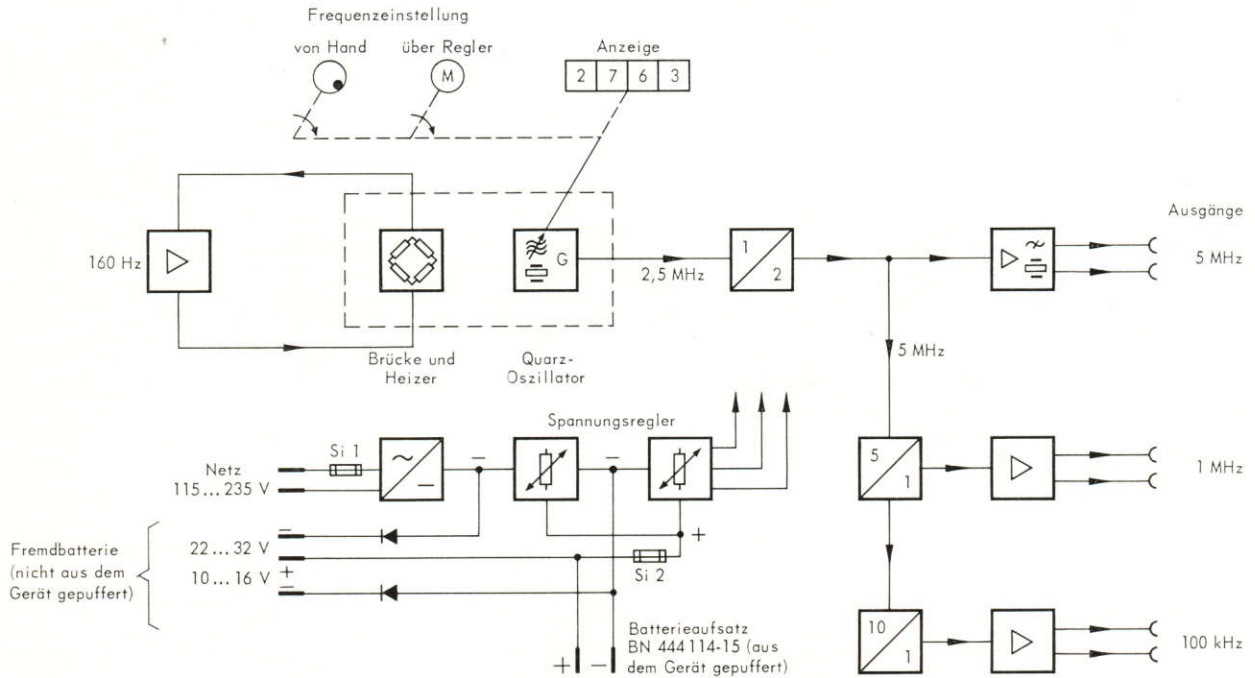 Frequenzeinstellung
von Hand
über Regler
M
Anzeige
2 7 6 3
160 Hz
G
2,5 MHz
1
2
Ausgänge
5 MHz
5 MHz
Brücke und
Heizer
Quarz-
Oszillator
Spannungsregler
Si 1
Netz
115...235 V
–
–
5
1
1 MHz
Fremdbatterie
(nicht aus dem
Gerät gepuffert)
–
22...32 V
+
10...16 V
–
+
Si 2
+
–
Batterieaufsatz
BN 444114-15 (aus
dem Gerät gepuffert)
10
1
100 kHz